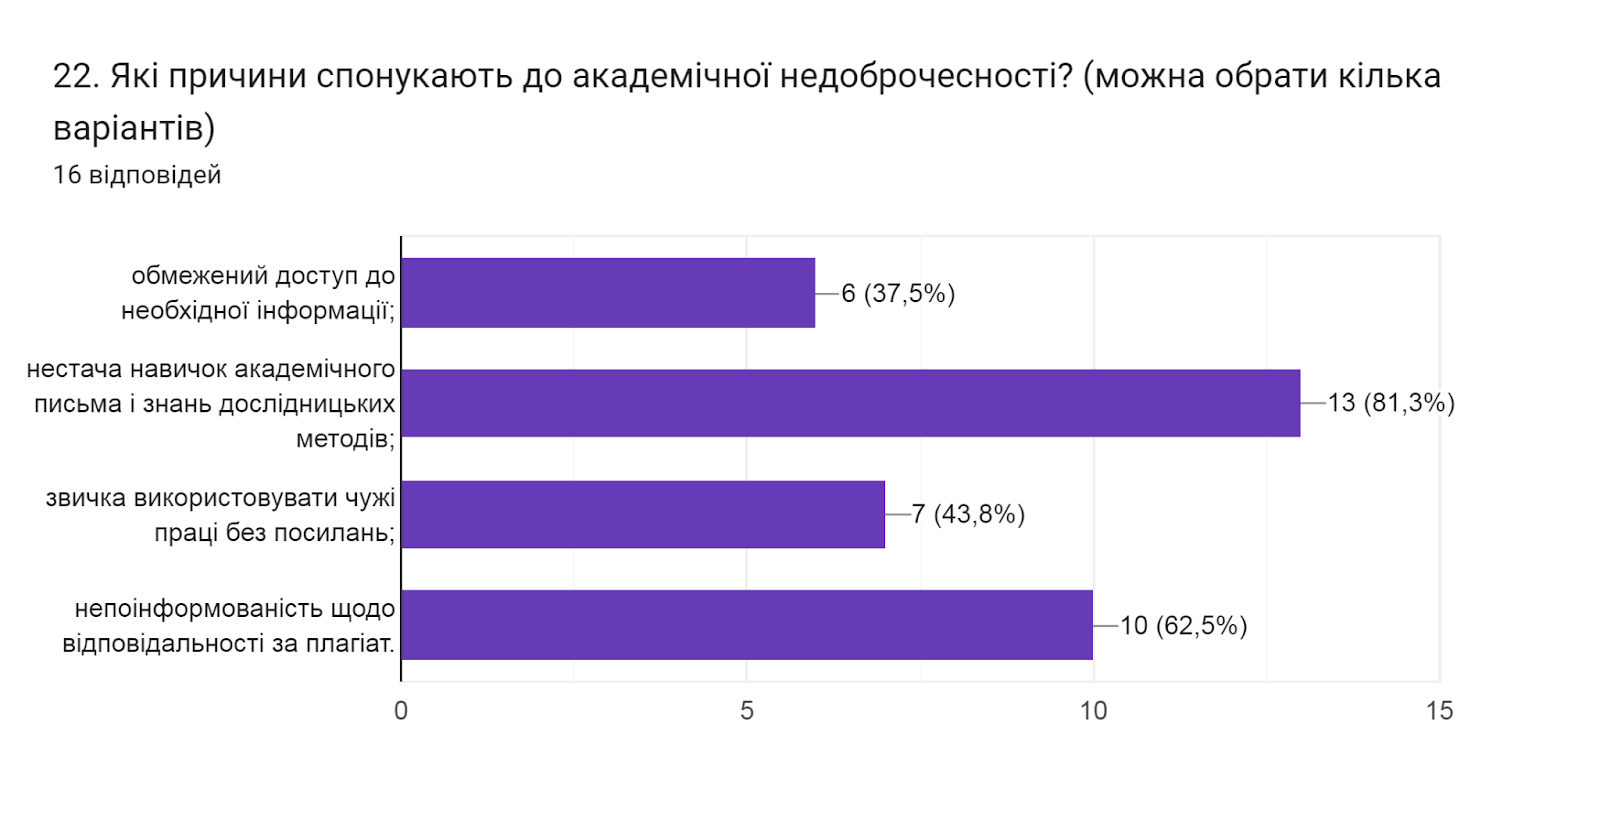 22. Які причини спонукають до академічної недоброчесності? (можна обрати кілька
варіантів)
16 відповідей
обмежений доступ до
необхідної інформації;
6 (37,5%)
нестача навичок академічного
письма і знань дослідницьких
методів;
13 (81,3%)
звичка використовувати чужі
праці без посилань;
7 (43,8%)
непоінформованість щодо
відповідальності за плагіат.
10 (62,5%)
0 5 10 15